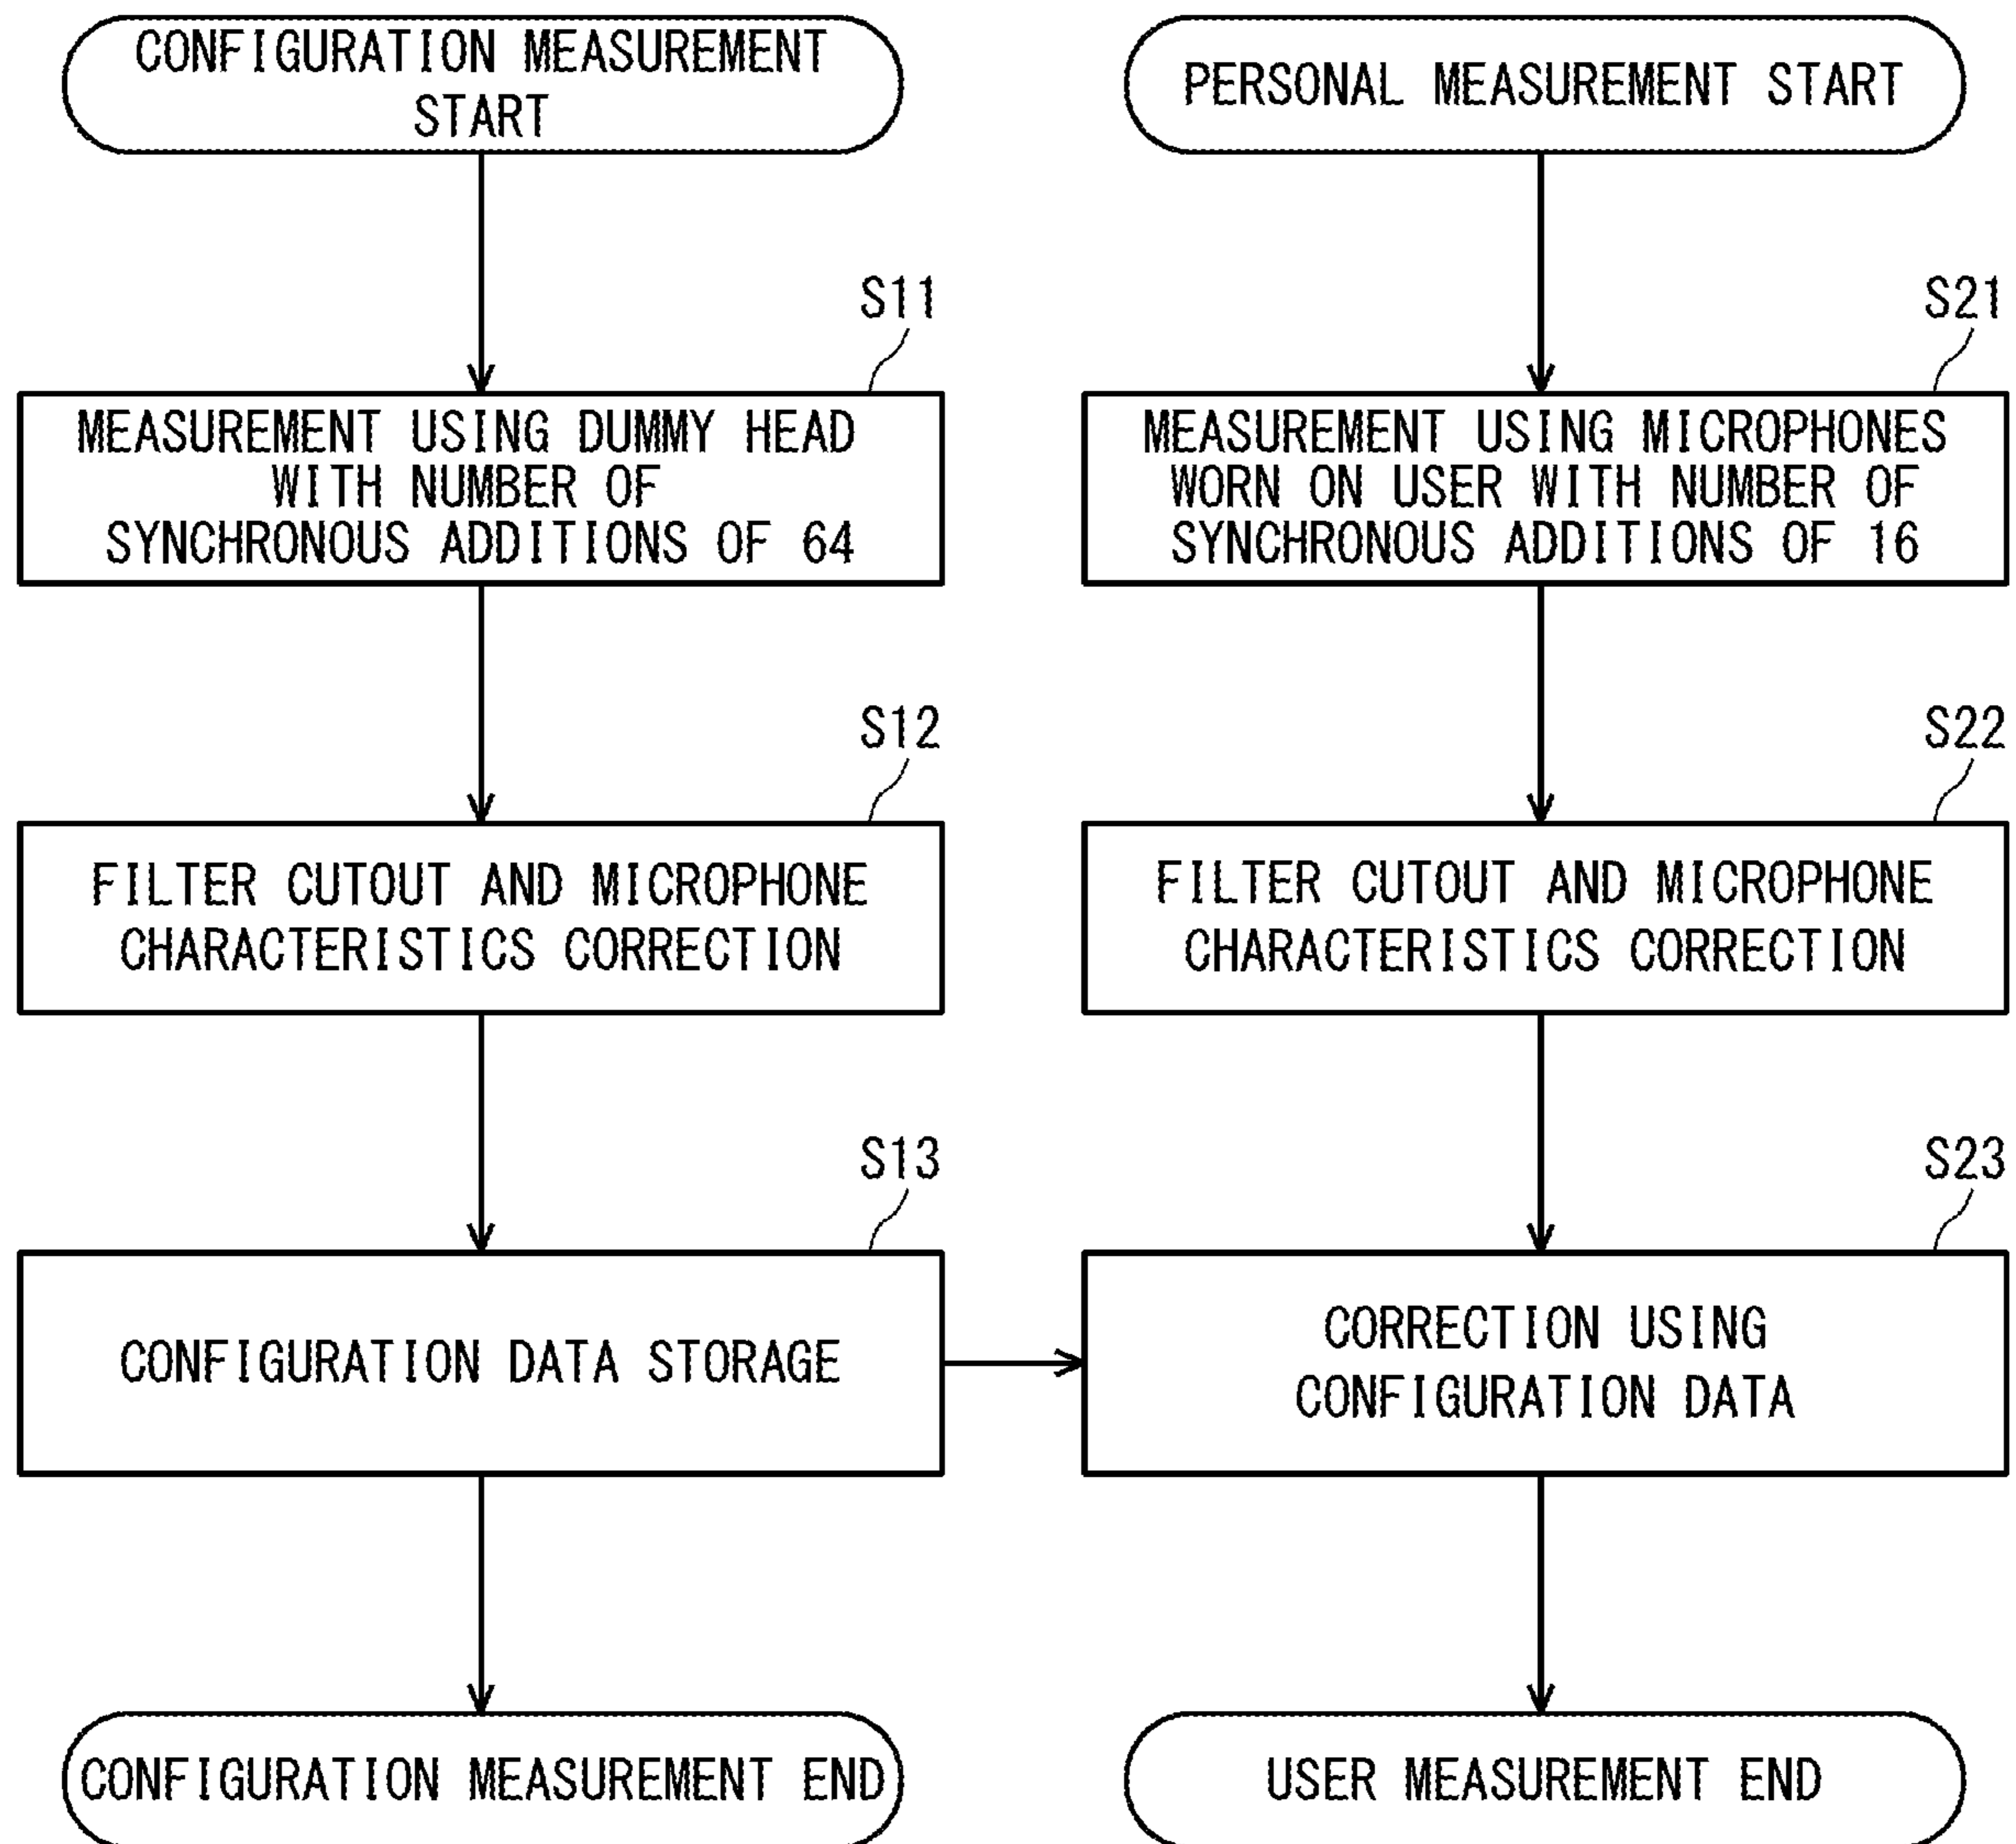 CONFIGURATION MEASUREMENT
START
S11
MEASUREMENT USING DUMMY HEAD
WITH NUMBER OF
SYNCHRONOUS ADDITIONS OF 64
S12
FILTER CUTOUT AND MICROPHONE
CHARACTERISTICS CORRECTION
S13
CONFIGURATION DATA STORAGE
CONFIGURATION MEASUREMENT END
PERSONAL MEASUREMENT START
S21
MEASUREMENT USING MICROPHONES
WORN ON USER WITH NUMBER OF
SYNCHRONOUS ADDITIONS OF 16
S22
FILTER CUTOUT AND MICROPHONE
CHARACTERISTICS CORRECTION
S23
CORRECTION USING
CONFIGURATION DATA
USER MEASUREMENT END